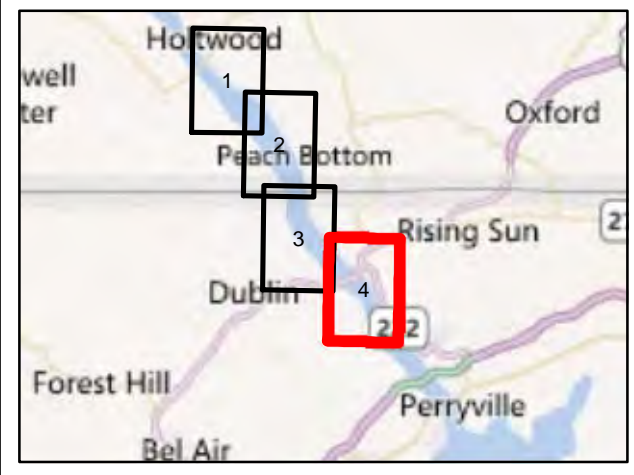 Holtwood
well
ter
1
Oxford
2
Peach Bottom
3
Rising Sun
4
Dublin
Forest Hill
Perryville
Bel Air